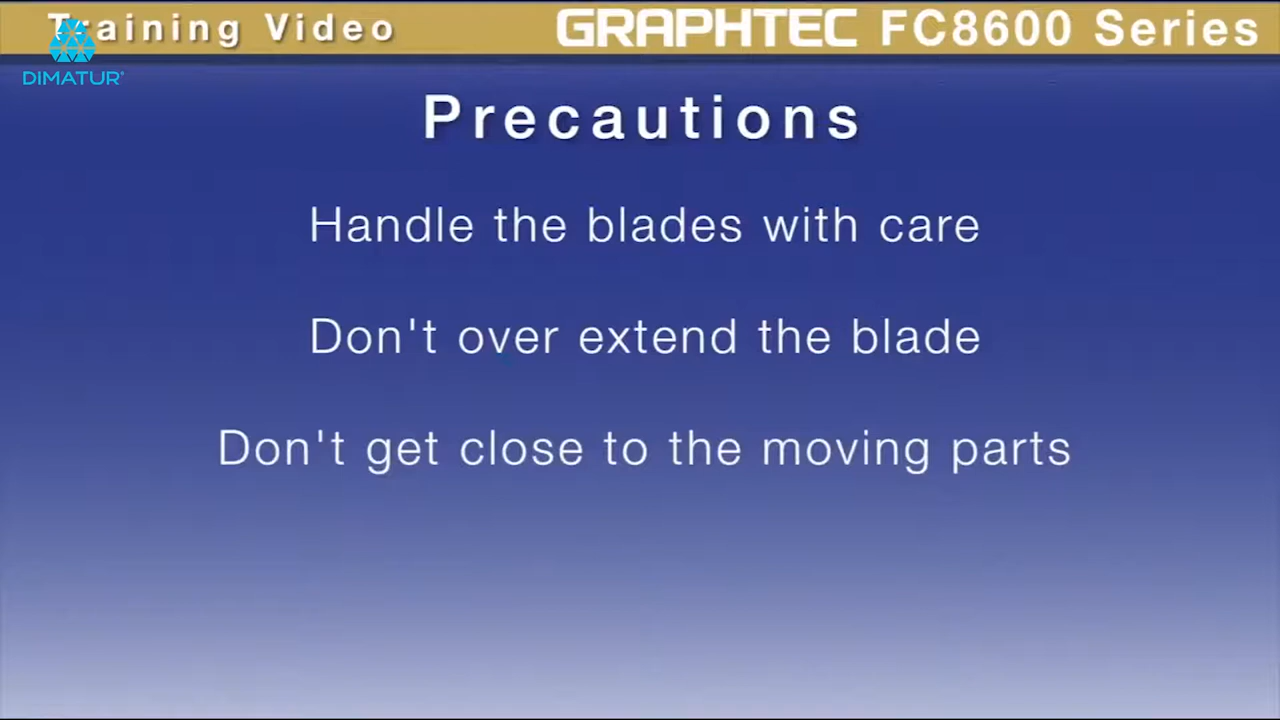 Training Video
GRAPHTEC FC8600 Series
DIMATUR
Precautions
Handle the blades with care
Don't over extend the blade
Don't get close to the moving parts